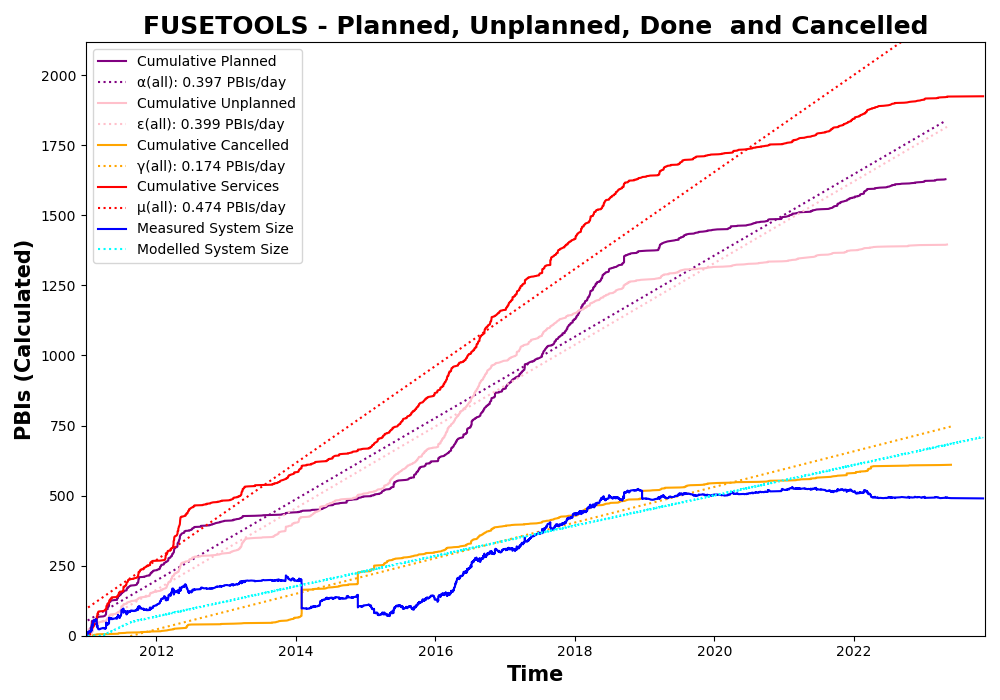 FUSETOOLS - Planned, Unplanned, Done  and Cancelled
Cumulative Planned
α(all): 0.397 PBIs/day
Cumulative Unplanned
ε(all): 0.399 PBIs/day
Cumulative Cancelled
γ(all): 0.174 PBIs/day
Cumulative Services
μ(all): 0.474 PBIs/day
Measured System Size
Modelled System Size
PBIs (Calculated)
2000
1750
1500
1250
1000
750
500
250
0
2012
2014
2016
2018
2020
2022
Time